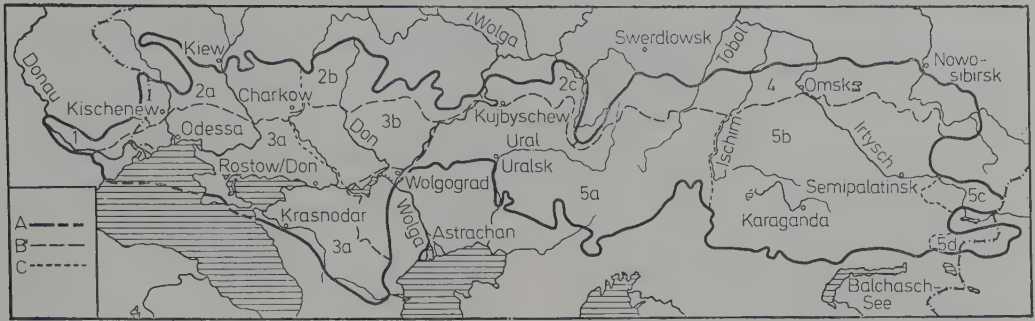 Donau
Kischenew
1
1
Kiew
2a
Odessa
Charkow
2b
3a
Rostow/Don
Krasnodar
3a
Don
3b
Wolga
Wolgograd
Wolga
Astrachan
Kujbyschew
Ural
Uralsk
2c
5a
Swerdlowsk
Tobol
Ischim
4
Omsk
5b
Irtysch
Karaganda
Semipalatinsk
Nowo-
sibirsk
5c
5d
Balchasch-
See
A
B
C